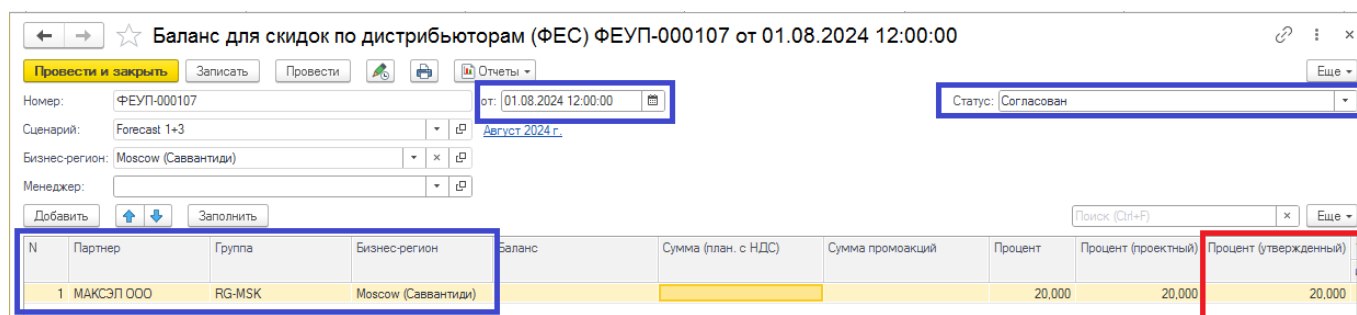 Баланс для скидок по дистрибьюторам (ФЕС) ФЕУП-000107 от 01.08.2024 12:00:00
Провести и закрыть Записать Провести Отчеты Еще
Номер: ФЕУП-000107 от: 01.08.2024 12:00:00 Статус: Согласован
Сценарий: Forecast 1+3 Август 2024 г.
Бизнес-регион: Moscow (Саввантиди)
Менеджер:
Добавить Заполнить Поиск (Ctrl+F) × Еще
N Партнер Группа Бизнес-регион Баланс Сумма (план. с НДС) Сумма промоакций Процент Процент (проектный) Процент (утвержденный)
1 МАКСЭЛ ООО RG-MSK Moscow (Саввантиди) 20,000 20,000 20,000